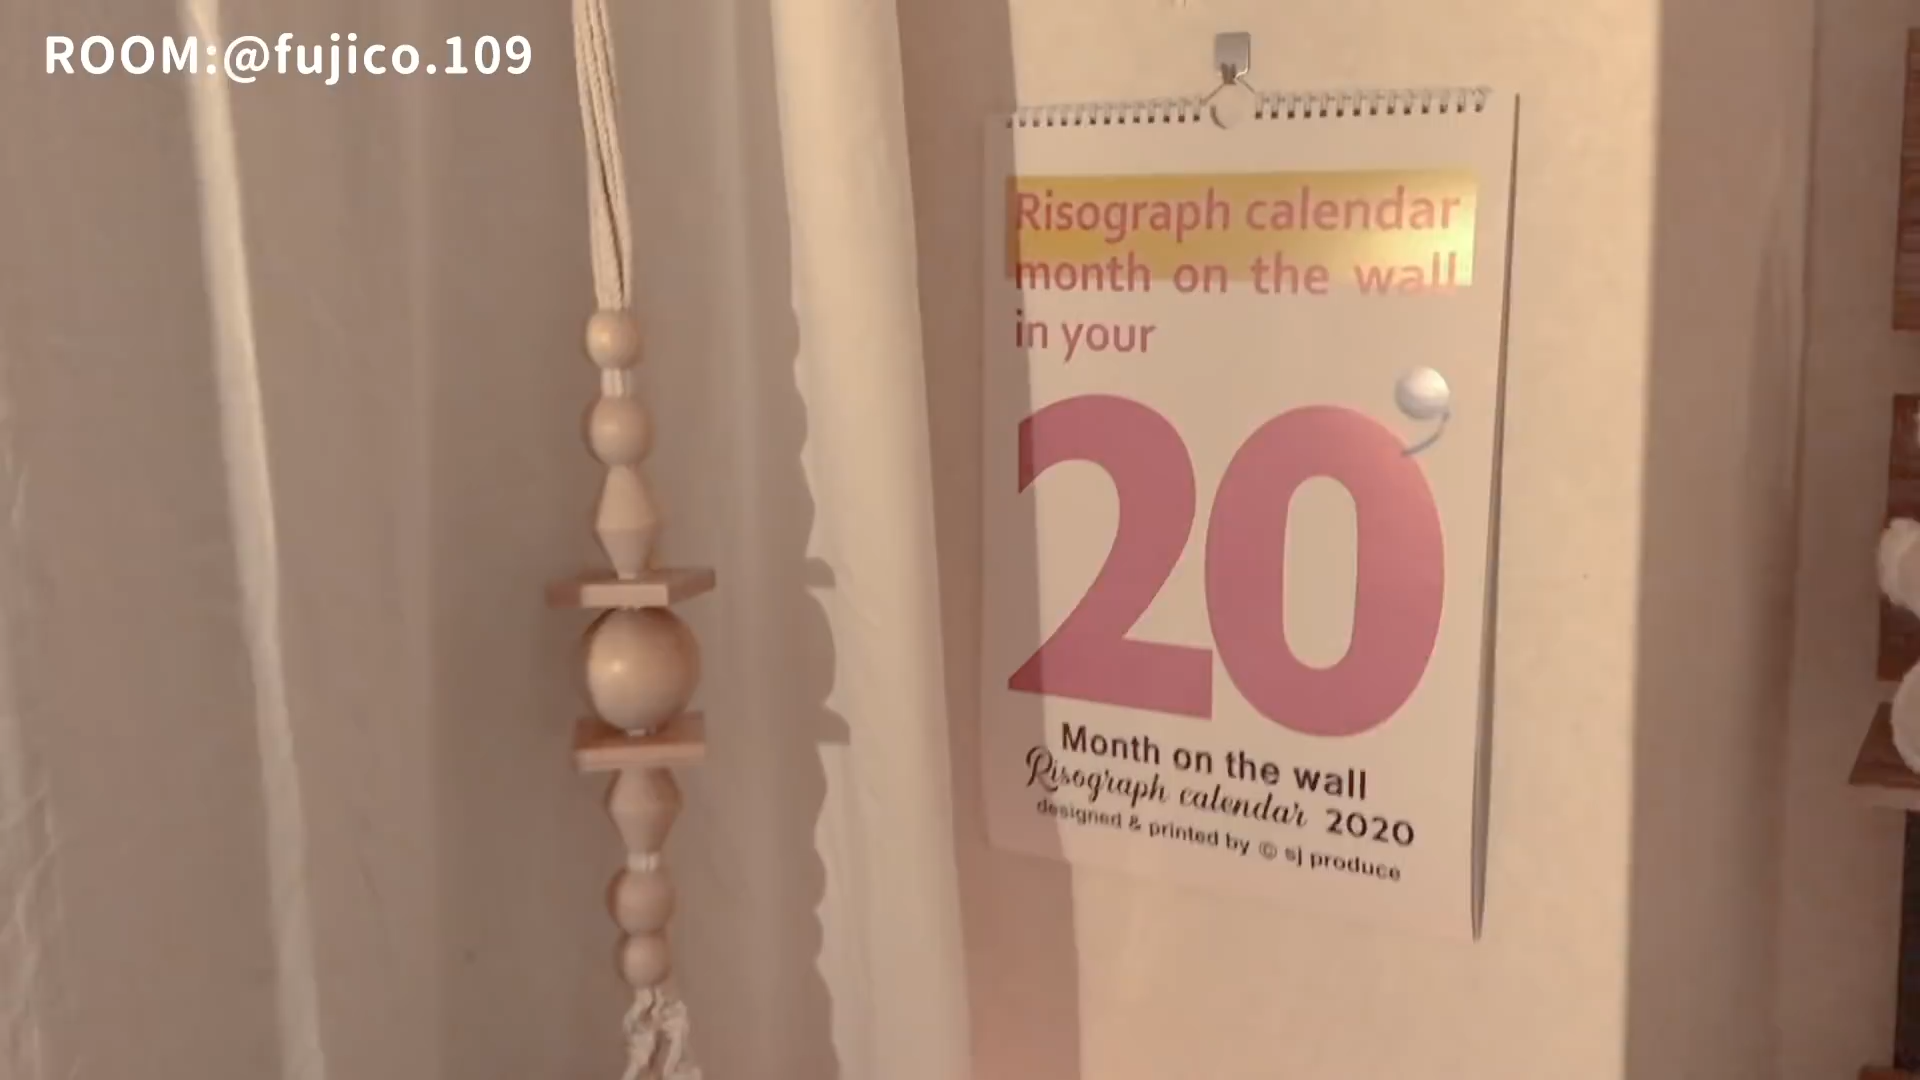 ROOM:@fujico.109
Risograph calendar
month on the wall
in your
20
Month on the wall
Risograph calendar 2020
designed & printed by © sj produce